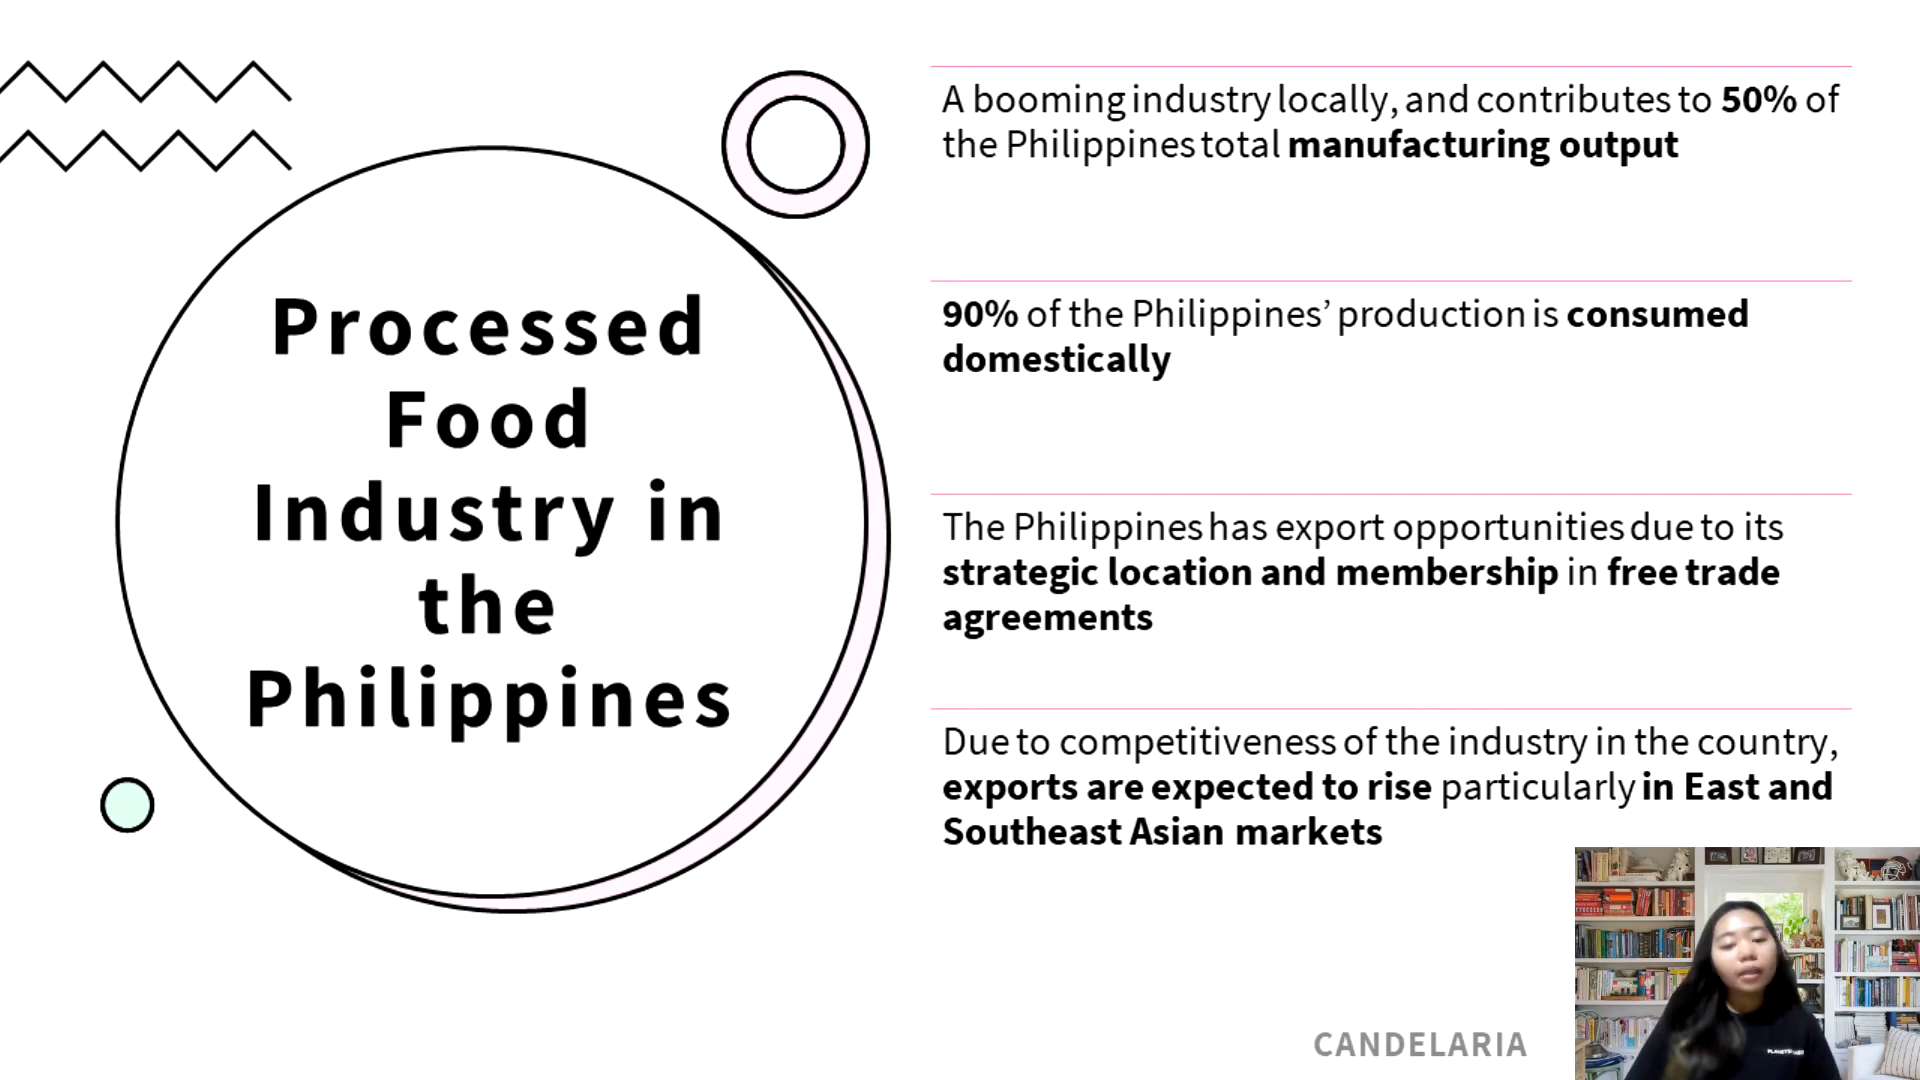 Processed
Food
Industry in
the
Philippines
A booming industry locally, and contributes to 50% of
the Philippines total manufacturing output
90% of the Philippines’ production is consumed
domestically
The Philippines has export opportunities due to its
strategic location and membership in free trade
agreements
Due to competitiveness of the industry in the country,
exports are expected to rise particularly in East and
Southeast Asian markets
CANDELARIA